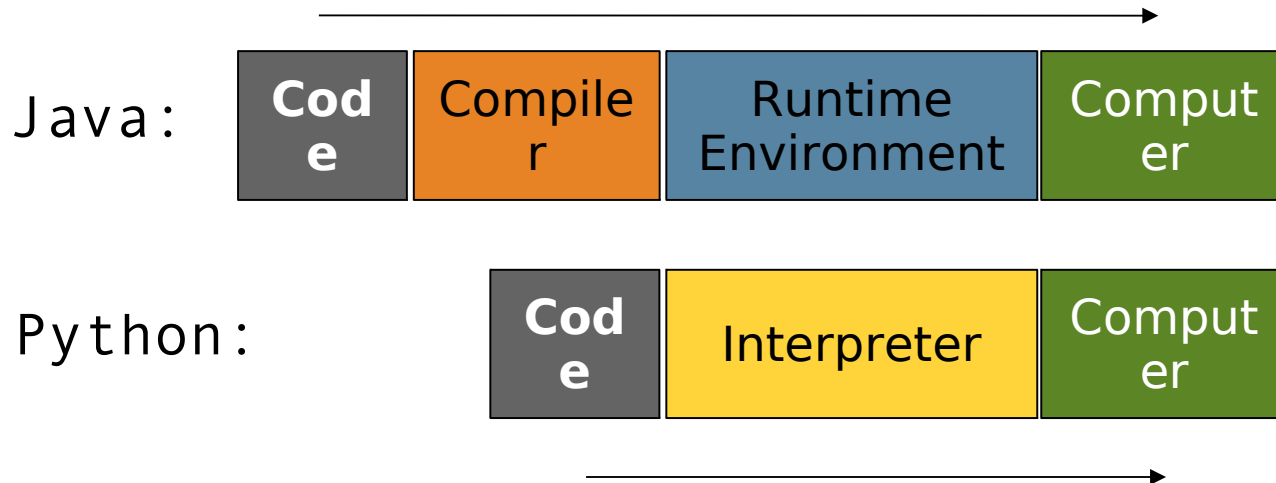 Java:
Cod
e
Compile
r
Runtime
Environment
Comput
er
Python:
Cod
e
Interpreter
Comput
er